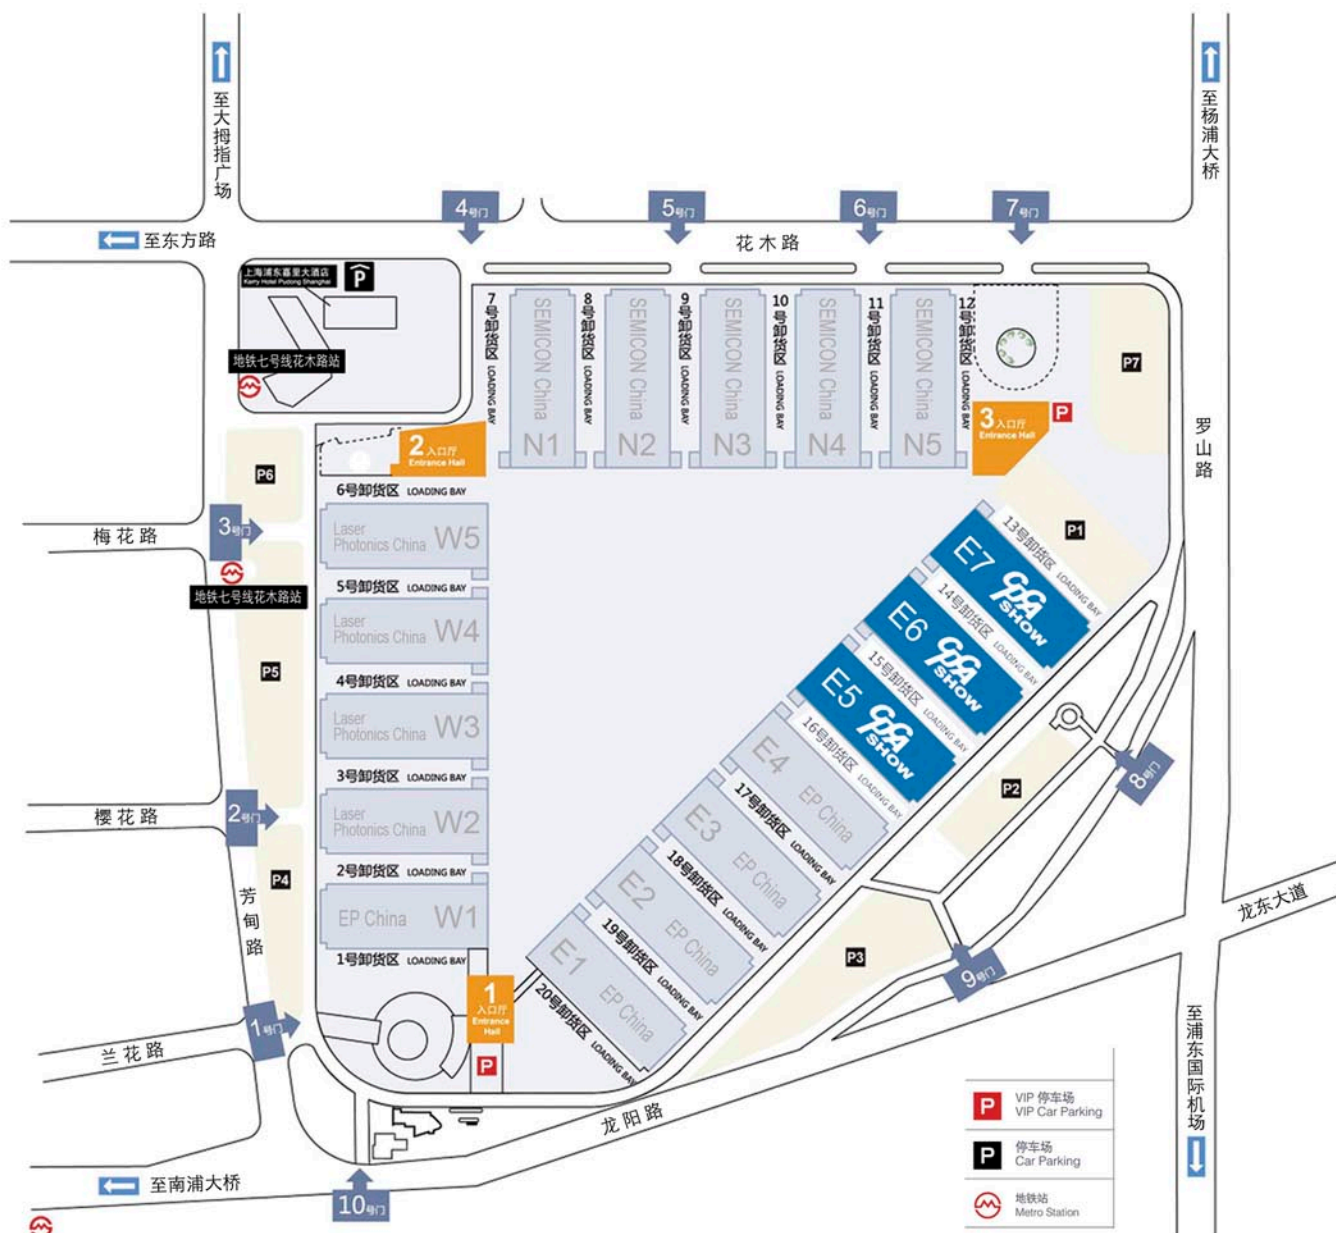 至大拇指广场
至杨浦大桥
4号门
5号门
6号门
7号门
至东方路
花木路
上海浦东嘉里大酒店
Kerry Hotel Pudong Shanghai
P
地铁七号线花木路站
7号卸货区 LOADING BAY
SEMICON China N1
8号卸货区 LOADING BAY
SEMICON China N2
9号卸货区 LOADING BAY
SEMICON China N3
10号卸货区 LOADING BAY
SEMICON China N4
11号卸货区 LOADING BAY
SEMICON China N5
12号卸货区 LOADING BAY
P7
罗山路
2 入口厅
Entrance Hall
3 入口厅
Entrance Hall
P
P6
6号卸货区 LOADING BAY
3号门
梅花路
地铁七号线花木路站
Laser
Photonics China W5
5号卸货区 LOADING BAY
Laser
Photonics China W4
4号卸货区 LOADING BAY
P5
Laser
Photonics China W3
3号卸货区 LOADING BAY
Laser
Photonics China W2
2号卸货区 LOADING BAY
2号门
樱花路
P4
芳甸路
EP China W1
1号卸货区 LOADING BAY
P1
13号卸货区 LOADING BAY
E7 CPCA SHOW
14号卸货区 LOADING BAY
E6 CPCA SHOW
15号卸货区 LOADING BAY
E5 CPCA SHOW
16号卸货区 LOADING BAY
E4 EP China
17号卸货区 LOADING BAY
E3 EP China
18号卸货区 LOADING BAY
E2 EP China
19号卸货区 LOADING BAY
E1 EP China
20号卸货区 LOADING BAY
P2
8号门
P3
9号门
龙东大道
1
入口厅
Entrance
Hall
P
1号门
兰花路
龙阳路
至浦东国际机场
至南浦大桥
10号门
P
VIP 停车场
VIP Car Parking
P
停车场
Car Parking
地铁站
Metro Station